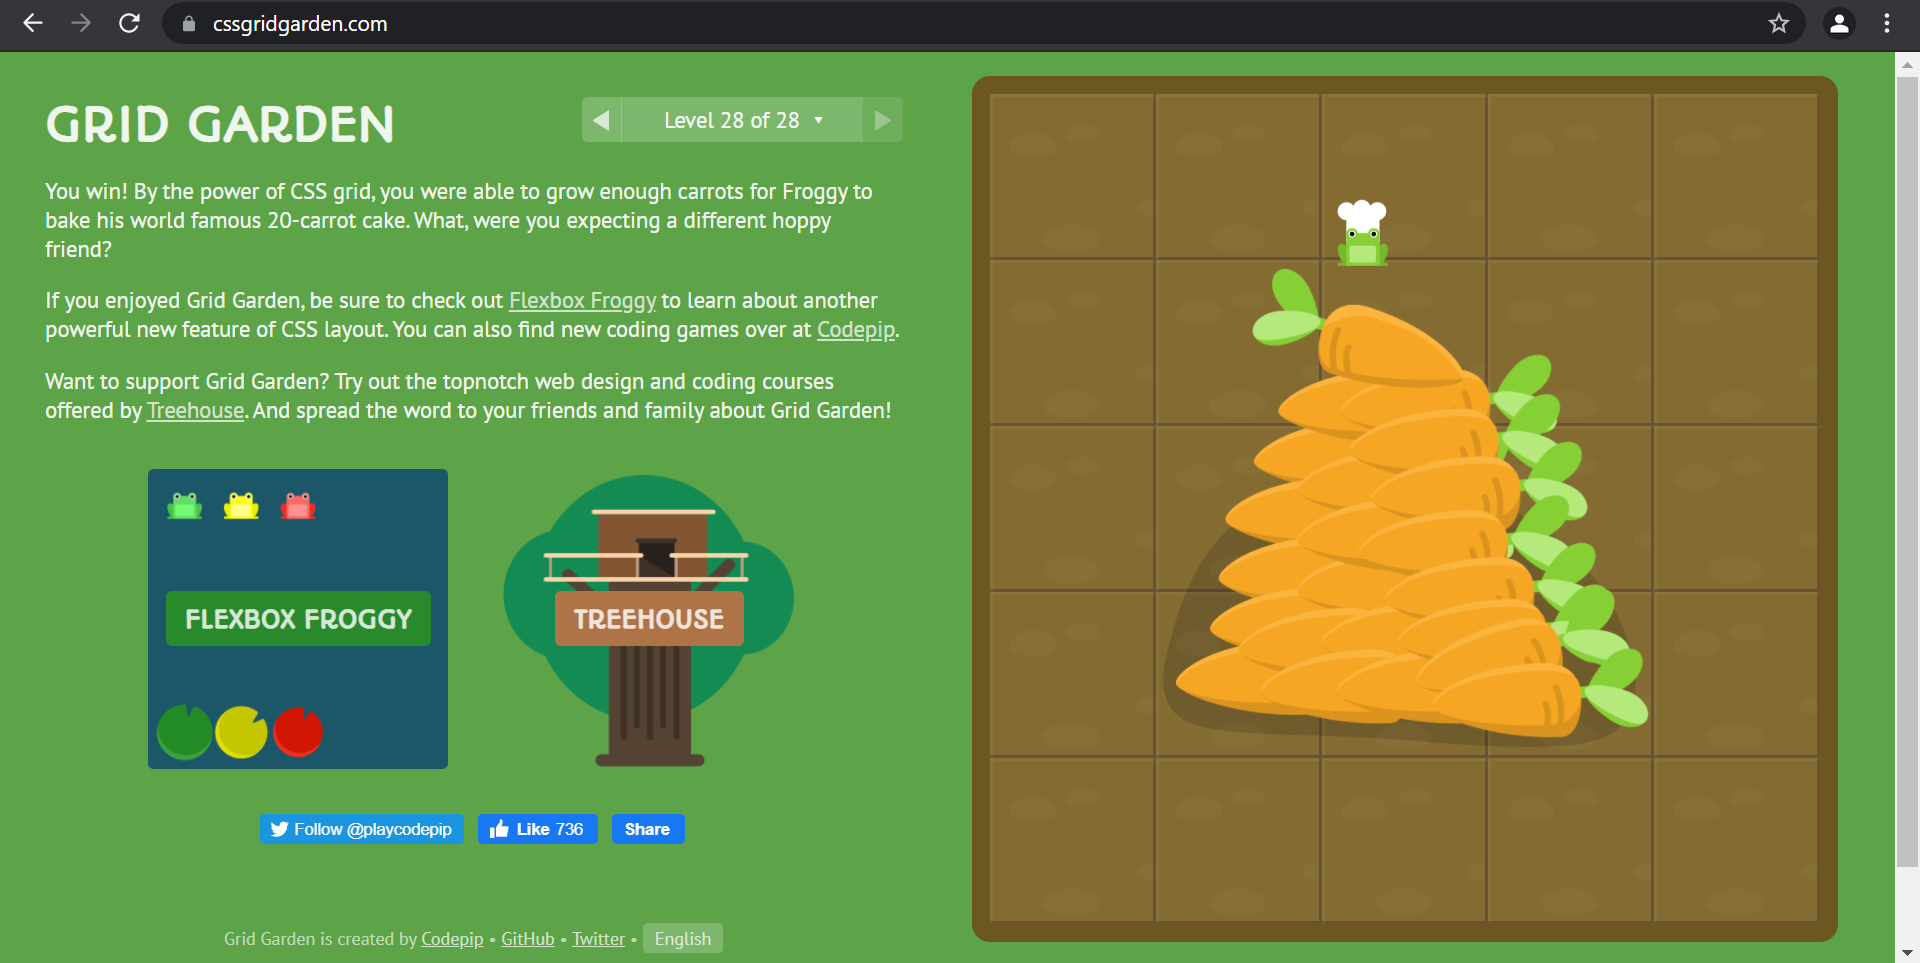 cssgridgarden.com
GRID GARDEN
Level 28 of 28
You win! By the power of CSS grid, you were able to grow enough carrots for Froggy to
bake his world famous 20-carrot cake. What, were you expecting a different hoppy
friend?
If you enjoyed Grid Garden, be sure to check out Flexbox Froggy to learn about another
powerful new feature of CSS layout. You can also find new coding games over at Codepip.
Want to support Grid Garden? Try out the topnotch web design and coding courses
offered by Treehouse. And spread the word to your friends and family about Grid Garden!
FLEXBOX FROGGY
TREEHOUSE
Follow @playcodepip
Like 736
Share
Grid Garden is created by Codepip • GitHub • Twitter • English